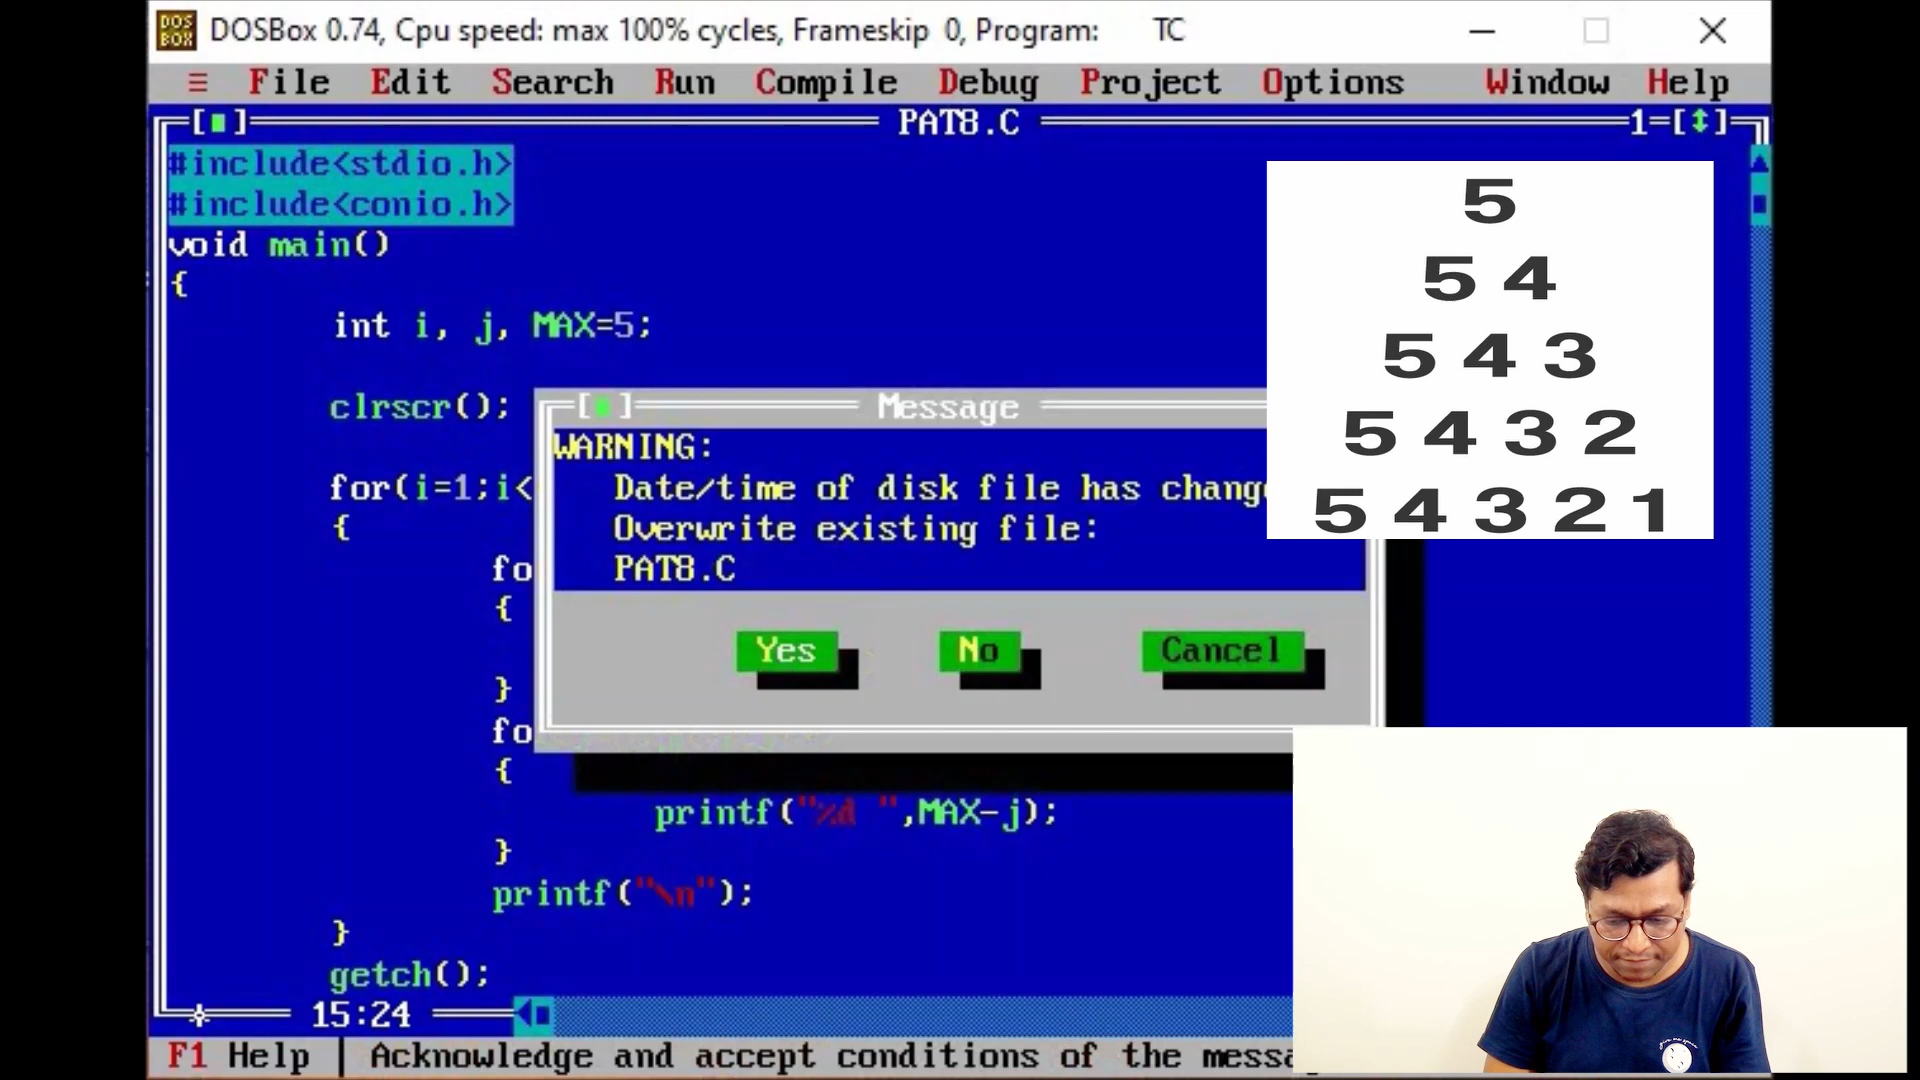 DOSBox 0.74, Cpu speed: max 100% cycles, Frameskip 0, Program: TC
≡ File Edit Search Run Compile Debug Project Options Window Help
PAT8.C 1
#include<stdio.h>
#include<conio.h>
void main()
{
int i, j, MAX=5;
clrscr();
for(i=1;i<
{
fo
{
}
fo
{
printf("%d ",MAX-j);
}
printf("\n");
}
getch();
15:24
F1 Help | Acknowledge and accept conditions of the
Message
WARNING:
Date/time of disk file has
Overwrite existing file:
PAT8.C
Yes No Cancel
5
5 4
5 4 3
5 4 3 2
5 4 3 2 1